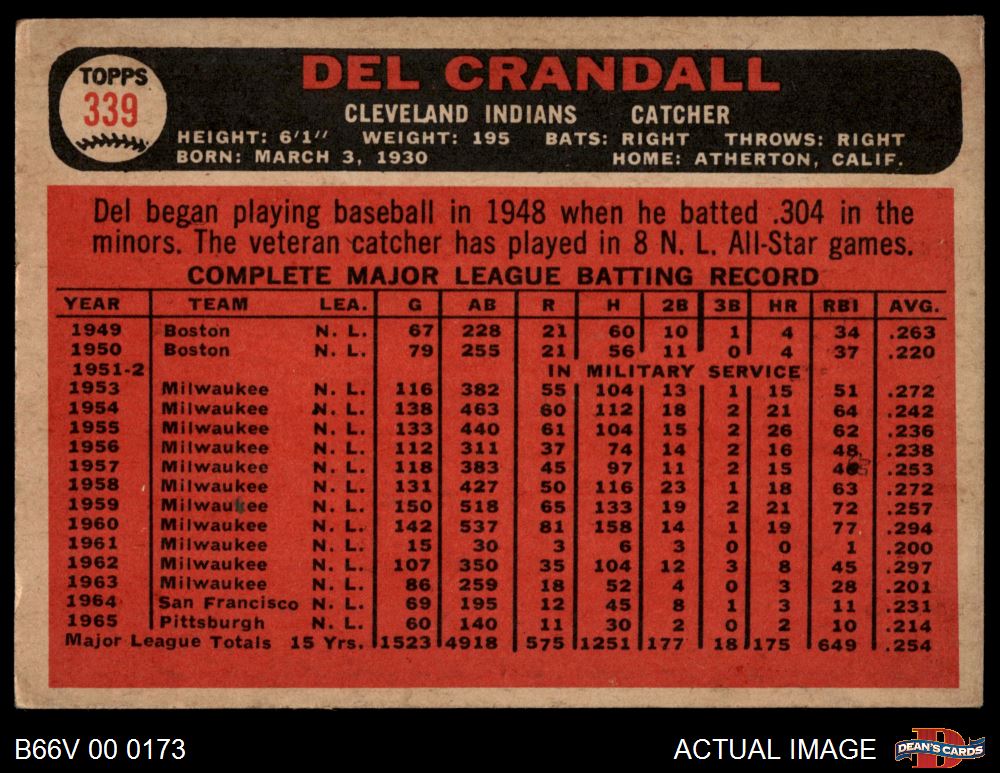 TOPPS
339
DEL CRANDALL
CLEVELAND INDIANS CATCHER
HEIGHT: 6'1" WEIGHT: 195 BATS: RIGHT THROWS: RIGHT
BORN: MARCH 3, 1930 HOME: ATHERTON, CALIF.
Del began playing baseball in 1948 when he batted .304 in the
minors. The veteran catcher has played in 8 N. L. All-Star games.
COMPLETE MAJOR LEAGUE BATTING RECORD
YEAR TEAM LEA. G AB R H 2B 3B HR RBI AVG.
1949 Boston N. L. 67 228 21 60 10 1 4 34 .263
1950 Boston N. L. 79 255 21 56 11 0 4 37 .220
1951-2 IN MILITARY SERVICE
1953 Milwaukee N. L. 116 382 55 104 13 1 15 51 .272
1954 Milwaukee N. L. 138 463 60 112 18 2 21 64 .242
1955 Milwaukee N. L. 133 440 61 104 15 2 26 62 .236
1956 Milwaukee N. L. 112 311 37 74 14 2 16 48 .238
1957 Milwaukee N. L. 118 383 45 97 11 2 15 .253
1958 Milwaukee N. L. 131 427 50 116 23 1 18 63 .272
1959 Milwaukee N. L. 150 518 65 133 19 2 21 72 .257
1960 Milwaukee N. L. 142 537 81 158 14 1 19 77 .294
1961 Milwaukee N. L. 15 30 3 6 3 0 0 1 .200
1962 Milwaukee N. L. 107 350 35 104 12 3 8 45 .297
1963 Milwaukee N. L. 86 259 18 52 4 0 3 28 .201
1964 San Francisco N. L. 69 195 12 45 8 1 3 11 .231
1965 Pittsburgh N. L. 60 140 11 30 2 0 2 10 .214
Major League Totals 15 Yrs. 1523 4918 575 1251 177 18 175 649 .254
B66V 00 0173 ACTUAL IMAGE
DEAN'S CARDS